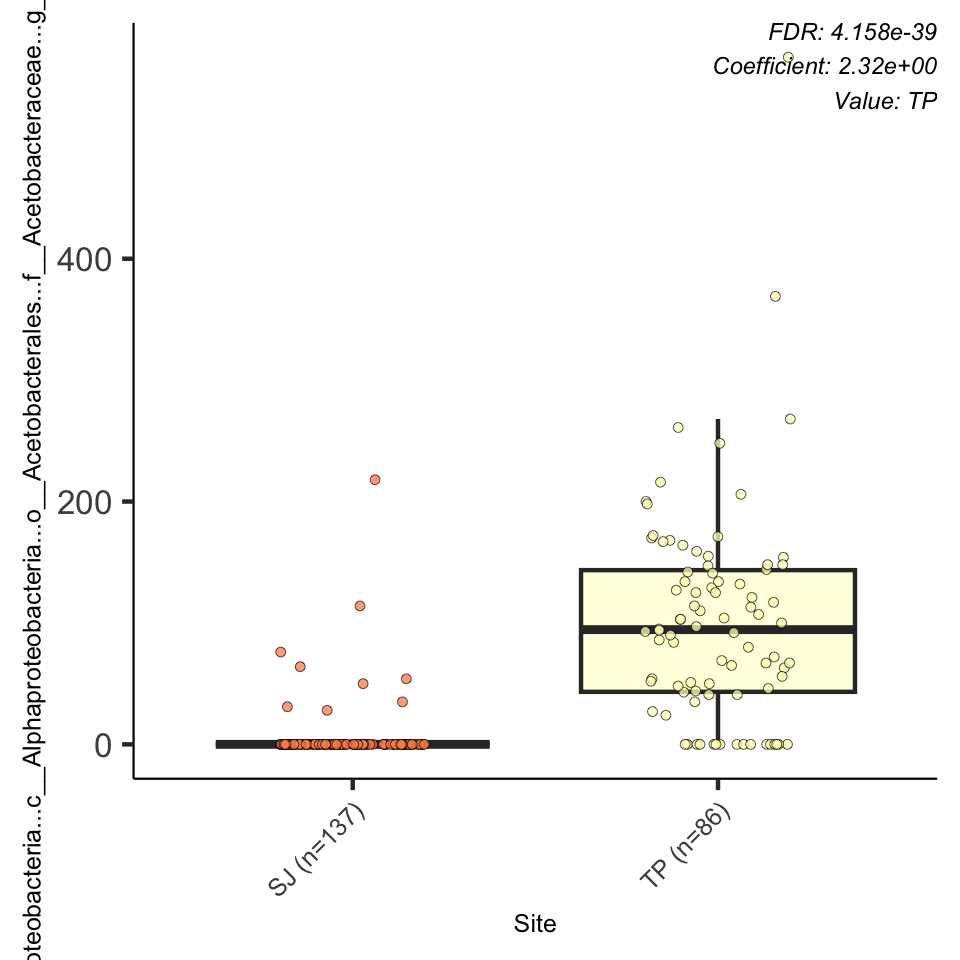 FDR: 4.158e-39
Coefficient: 2.32e+00
Value: TP
oteobacteria...c__Alphaproteobacteria...o__Acetobacterales...f__Acetobacteraceae...g_
400
200
0
SJ (n=137)
TP (n=86)
Site